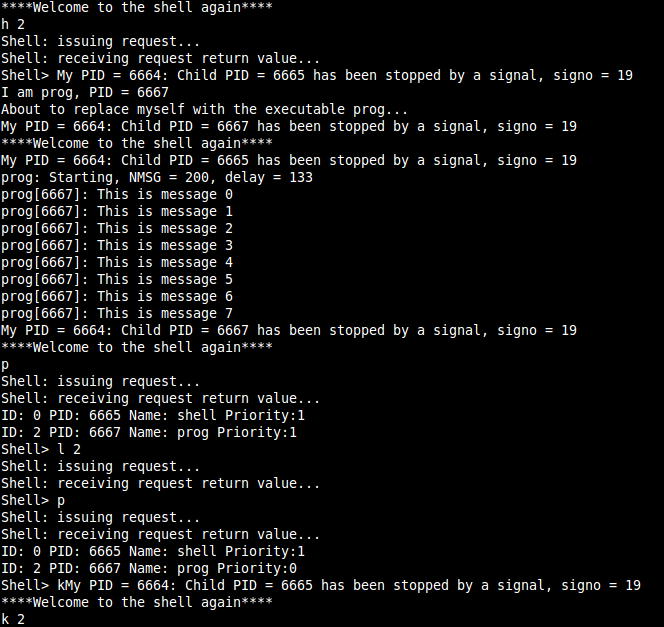 ****Welcome to the shell again****
h 2
Shell: issuing request...
Shell: receiving request return value...
Shell> My PID = 6664: Child PID = 6665 has been stopped by a signal, signo = 19
I am prog, PID = 6667
About to replace myself with the executable prog...
My PID = 6664: Child PID = 6667 has been stopped by a signal, signo = 19
****Welcome to the shell again****
My PID = 6664: Child PID = 6665 has been stopped by a signal, signo = 19
prog: Starting, NMSG = 200, delay = 133
prog[6667]: This is message 0
prog[6667]: This is message 1
prog[6667]: This is message 2
prog[6667]: This is message 3
prog[6667]: This is message 4
prog[6667]: This is message 5
prog[6667]: This is message 6
prog[6667]: This is message 7
My PID = 6664: Child PID = 6667 has been stopped by a signal, signo = 19
****Welcome to the shell again****
p
Shell: issuing request...
Shell: receiving request return value...
ID: 0 PID: 6665 Name: shell Priority:1
ID: 2 PID: 6667 Name: prog Priority:1
Shell> l 2
Shell: issuing request...
Shell: receiving request return value...
Shell> p
Shell: issuing request...
Shell: receiving request return value...
ID: 0 PID: 6665 Name: shell Priority:1
ID: 2 PID: 6667 Name: prog Priority:0
Shell> kMy PID = 6664: Child PID = 6665 has been stopped by a signal, signo = 19
****Welcome to the shell again****
k 2